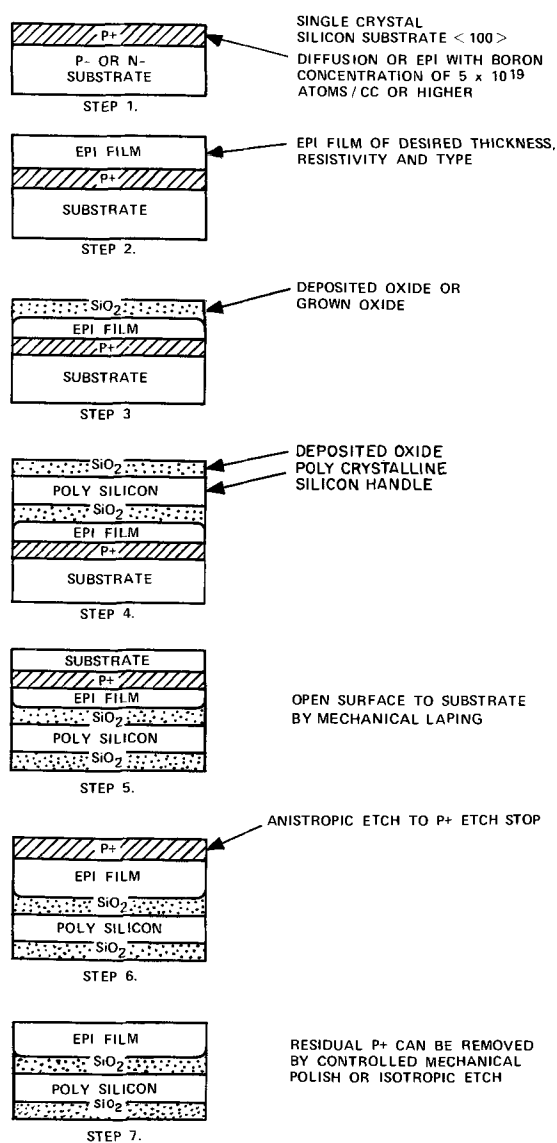 P+
P- OR N-
SUBSTRATE
STEP 1.
SINGLE CRYSTAL
SILICON SUBSTRATE <100>
DIFFUSION OR EPI WITH BORON
CONCENTRATION OF 5 x 10¹⁹
ATOMS/CC OR HIGHER
EPI FILM
P+
SUBSTRATE
STEP 2.
EPI FILM OF DESIRED THICKNESS,
RESISTIVITY AND TYPE
SiO₂
EPI FILM
P+
SUBSTRATE
STEP 3
DEPOSITED OXIDE OR
GROWN OXIDE
SiO₂
POLY SILICON
SiO₂
EPI FILM
P+
SUBSTRATE
STEP 4.
DEPOSITED OXIDE
POLY CRYSTALLINE
SILICON HANDLE
SUBSTRATE
P+
EPI FILM
SiO₂
POLY SILICON
SiO₂
STEP 5.
OPEN SURFACE TO SUBSTRATE
BY MECHANICAL LAPING
P+
EPI FILM
SiO₂
POLY SILICON
SiO₂
STEP 6.
ANISTROPIC ETCH TO P+ ETCH STOP
EPI FILM
SiO₂
POLY SILICON
SiO₂
STEP 7.
RESIDUAL P+ CAN BE REMOVED
BY CONTROLLED MECHANICAL
POLISH OR ISOTROPIC ETCH